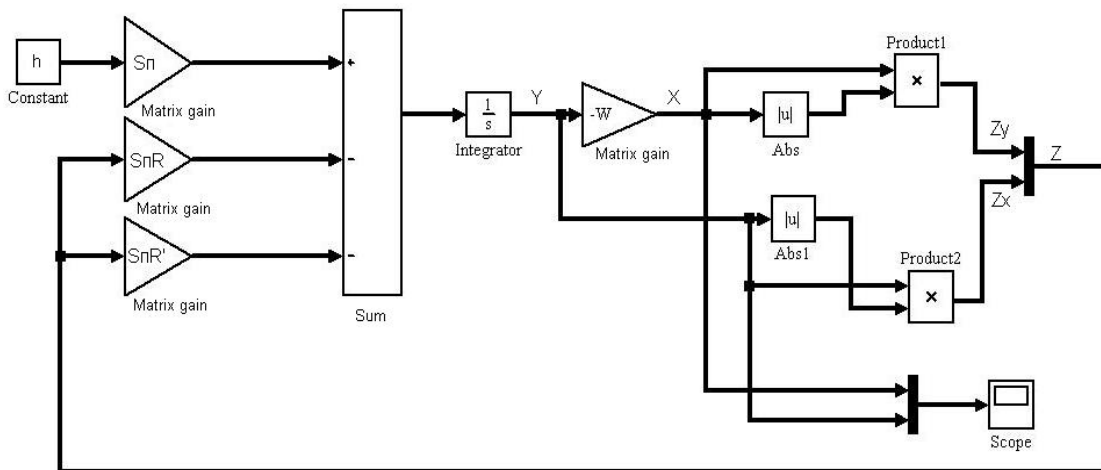 h
Constant
Sп
Matrix gain
SпR
Matrix gain
SпR'
Matrix gain
+
-
-
Sum
1
s
Integrator
Y
-W
Matrix gain
X
|u|
Abs
|u|
Abs1
Product1
×
Product2
×
Zy
Zx
Z
Scope